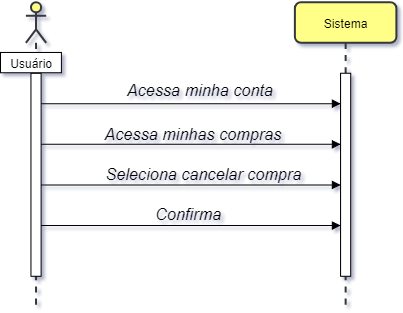 Sistema
Usuário
Acessa minha conta
Acessa minhas compras
Seleciona cancelar compra
Confirma